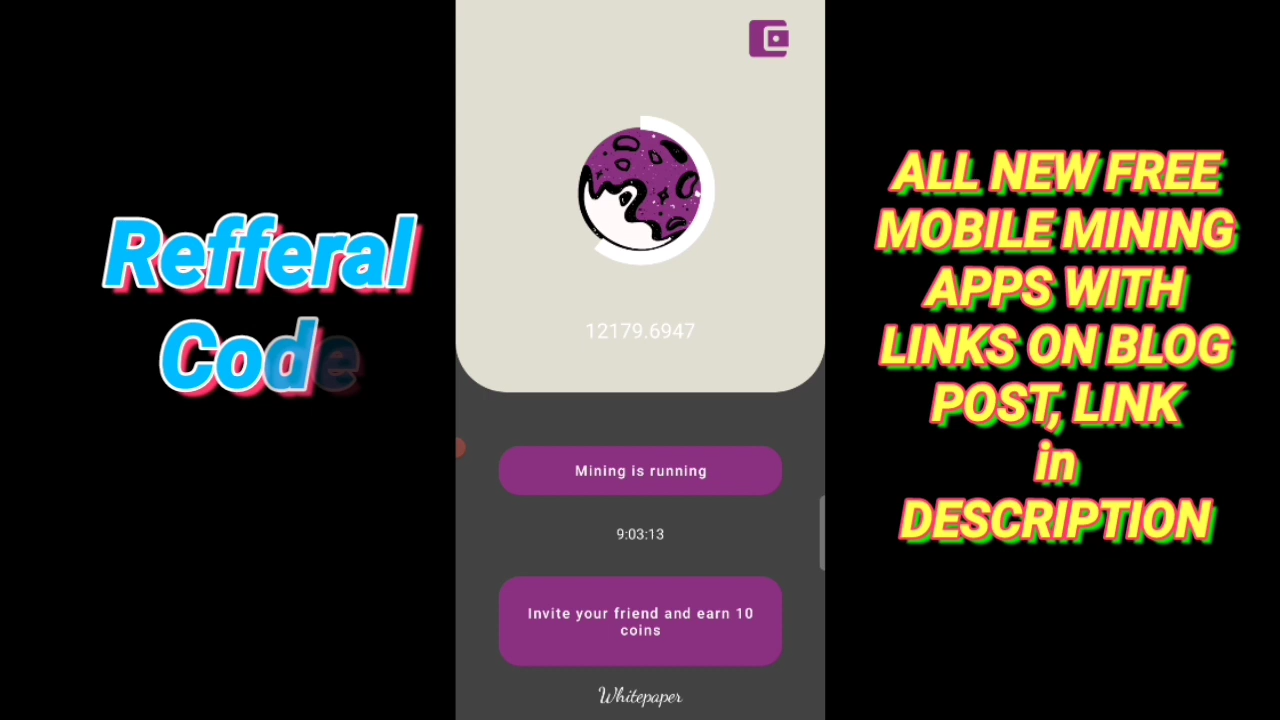 Refferal
Code
12179.6947
Mining is running
9:03:13
Invite your friend and earn 10
coins
Whitepaper
ALL NEW FREE
MOBILE MINING
APPS WITH
LINKS ON BLOG
POST, LINK
in
DESCRIPTION